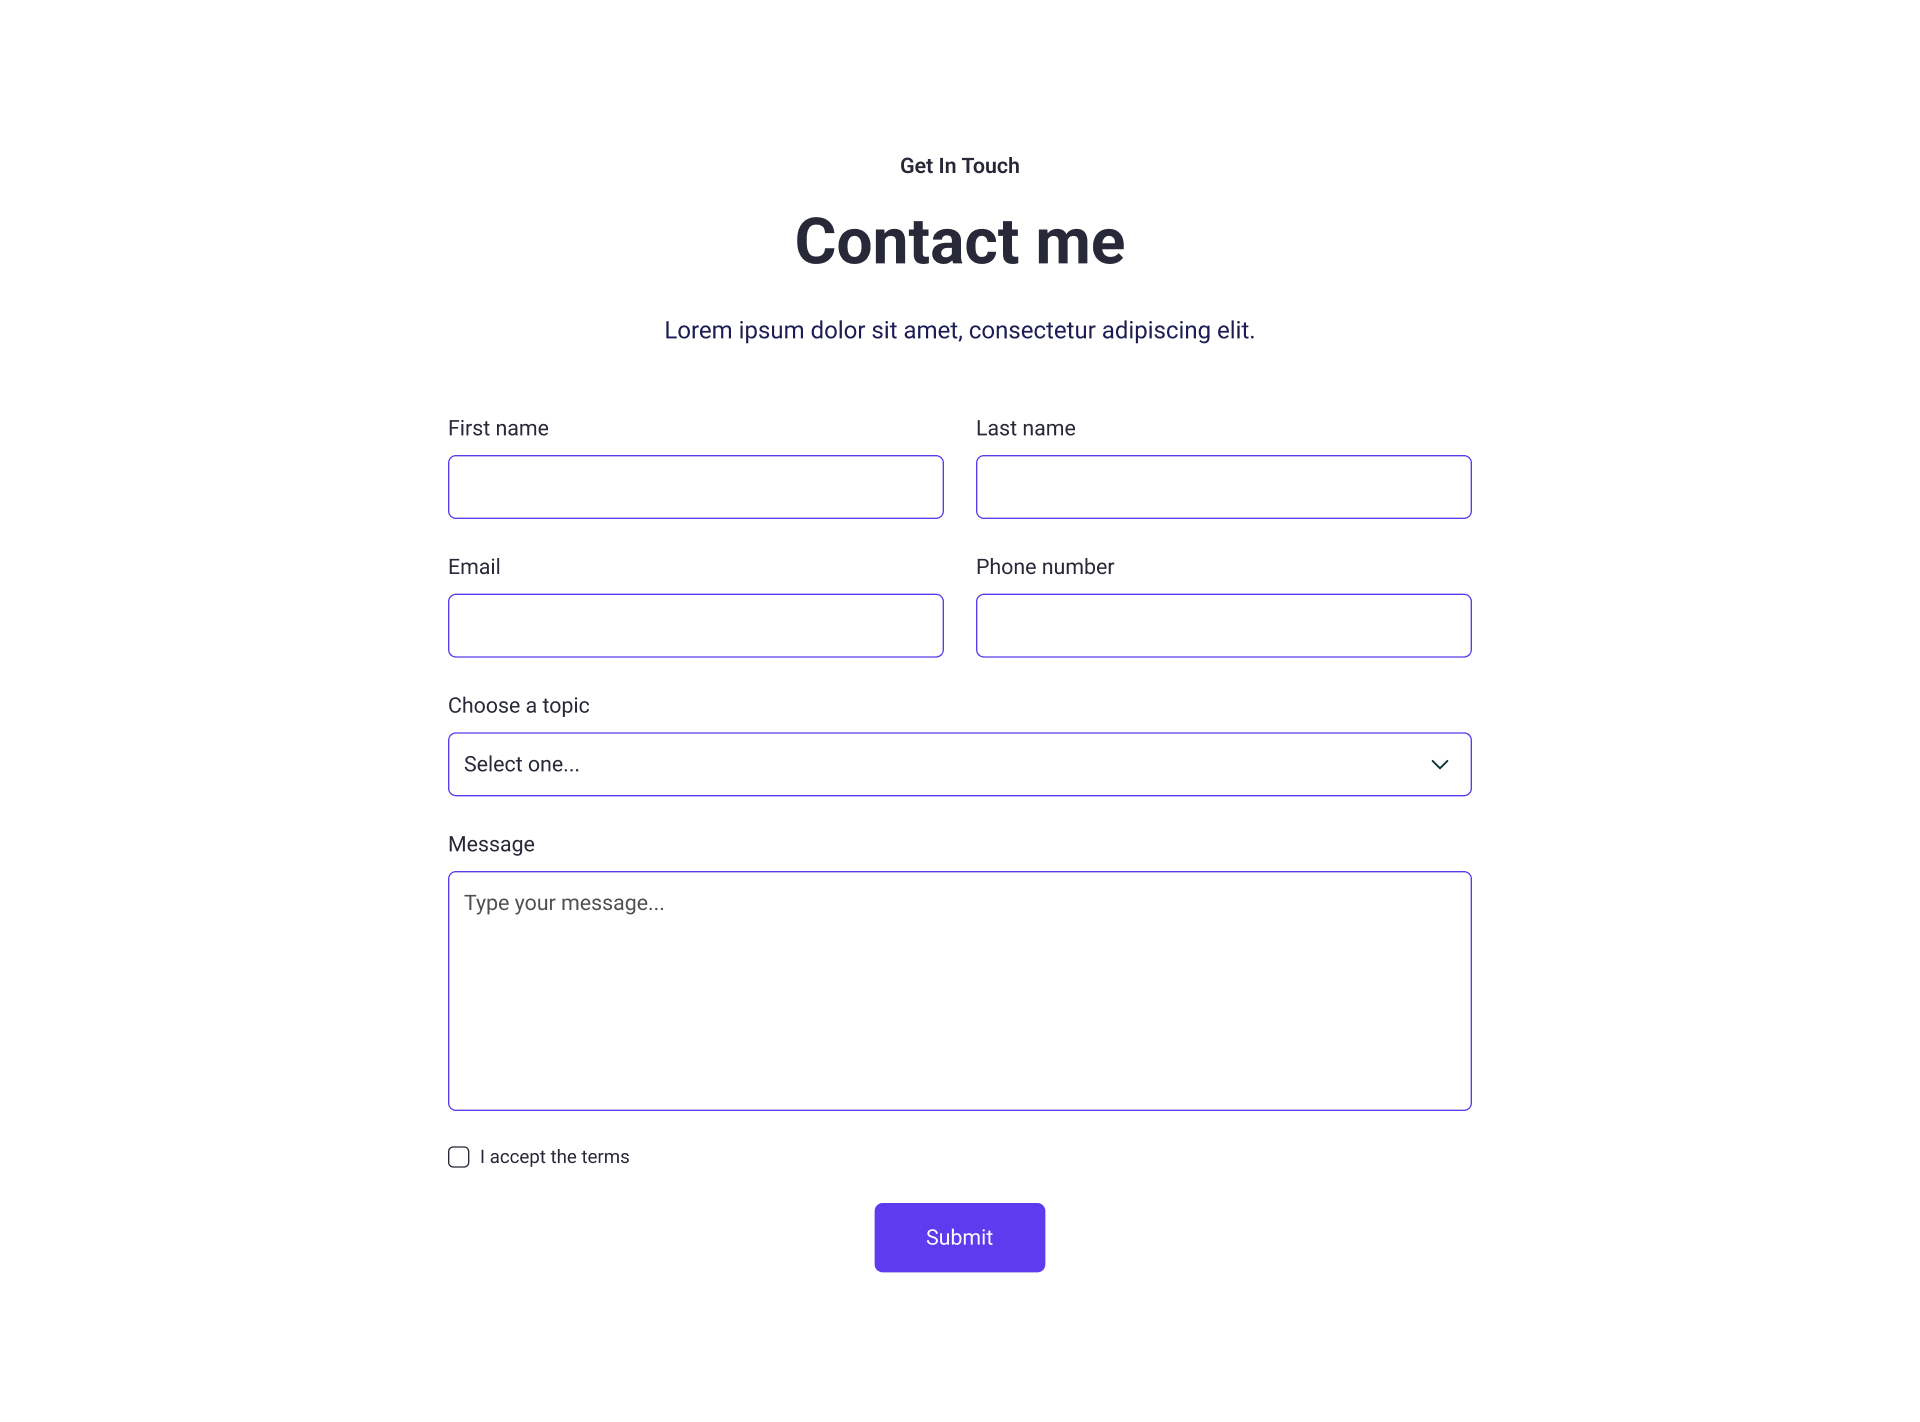 Get In Touch
Contact me
Lorem ipsum dolor sit amet, consectetur adipiscing elit.
First name
Last name
Email
Phone number
Choose a topic
Select one...
Message
Type your message...
I accept the terms
Submit